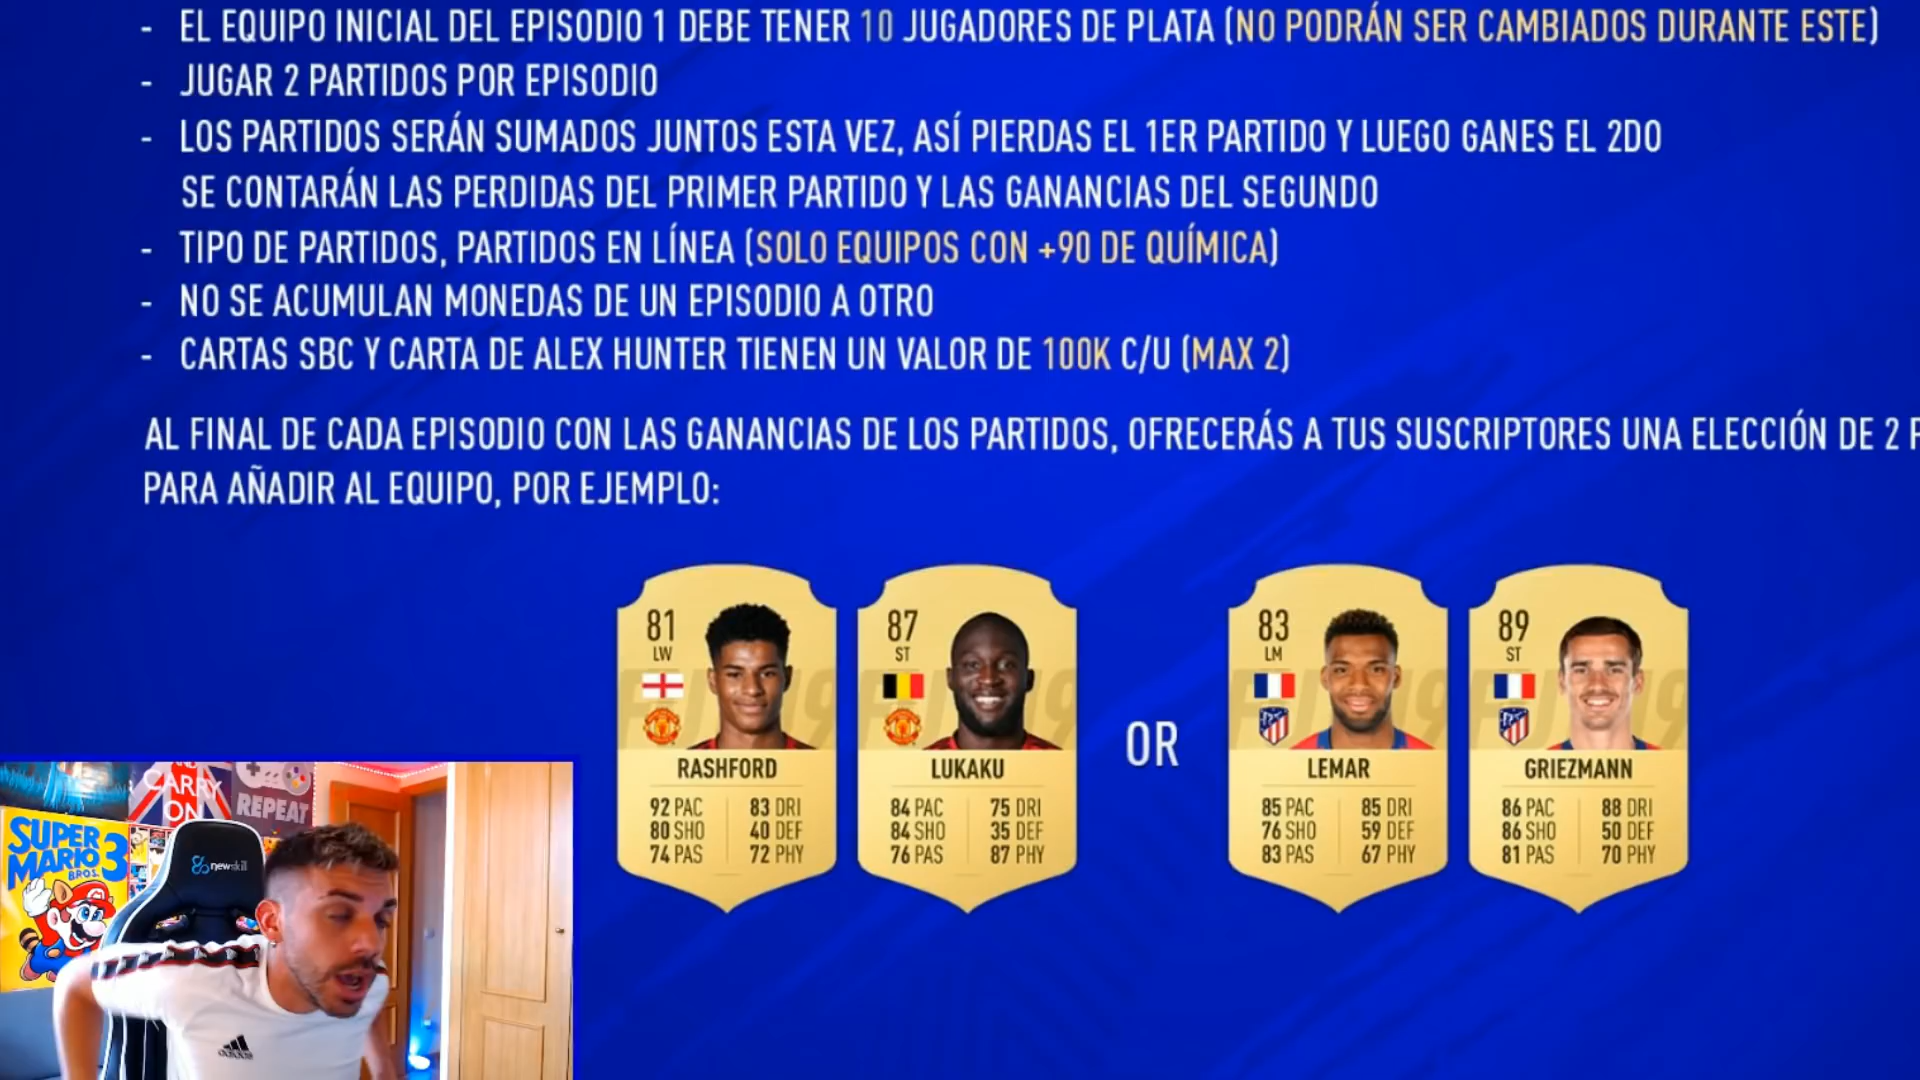 - EL EQUIPO INICIAL DEL EPISODIO 1 DEBE TENER 10 JUGADORES DE PLATA (NO PODRÁN SER CAMBIADOS DURANTE ESTE)
- JUGAR 2 PARTIDOS POR EPISODIO
- LOS PARTIDOS SERÁN SUMADOS JUNTOS ESTA VEZ, ASÍ PIERDAS EL 1ER PARTIDO Y LUEGO GANES EL 2DO
SE CONTARÁN LAS PERDIDAS DEL PRIMER PARTIDO Y LAS GANANCIAS DEL SEGUNDO
- TIPO DE PARTIDOS, PARTIDOS EN LÍNEA (SOLO EQUIPOS CON +90 DE QUÍMICA)
- NO SE ACUMULAN MONEDAS DE UN EPISODIO A OTRO
- CARTAS SBC Y CARTA DE ALEX HUNTER TIENEN UN VALOR DE 100K C/U (MAX 2)
AL FINAL DE CADA EPISODIO CON LAS GANANCIAS DE LOS PARTIDOS, OFRECERÁS A TUS SUSCRIPTORES UNA ELECCIÓN DE 2
PARA AÑADIR AL EQUIPO, POR EJEMPLO:
81
LW
RASHFORD
92 PAC 83 DRI
80 SHO 40 DEF
74 PAS 72 PHY
87
ST
LUKAKU
84 PAC 75 DRI
84 SHO 35 DEF
76 PAS 87 PHY
OR
83
LM
LEMAR
85 PAC 85 DRI
76 SHO 59 DEF
83 PAS 67 PHY
89
ST
GRIEZMANN
86 PAC 88 DRI
86 SHO 50 DEF
81 PAS 70 PHY
CARRY
ON
REPEAT
SUPER
MARIO 3
BROS.
newskill
adidas